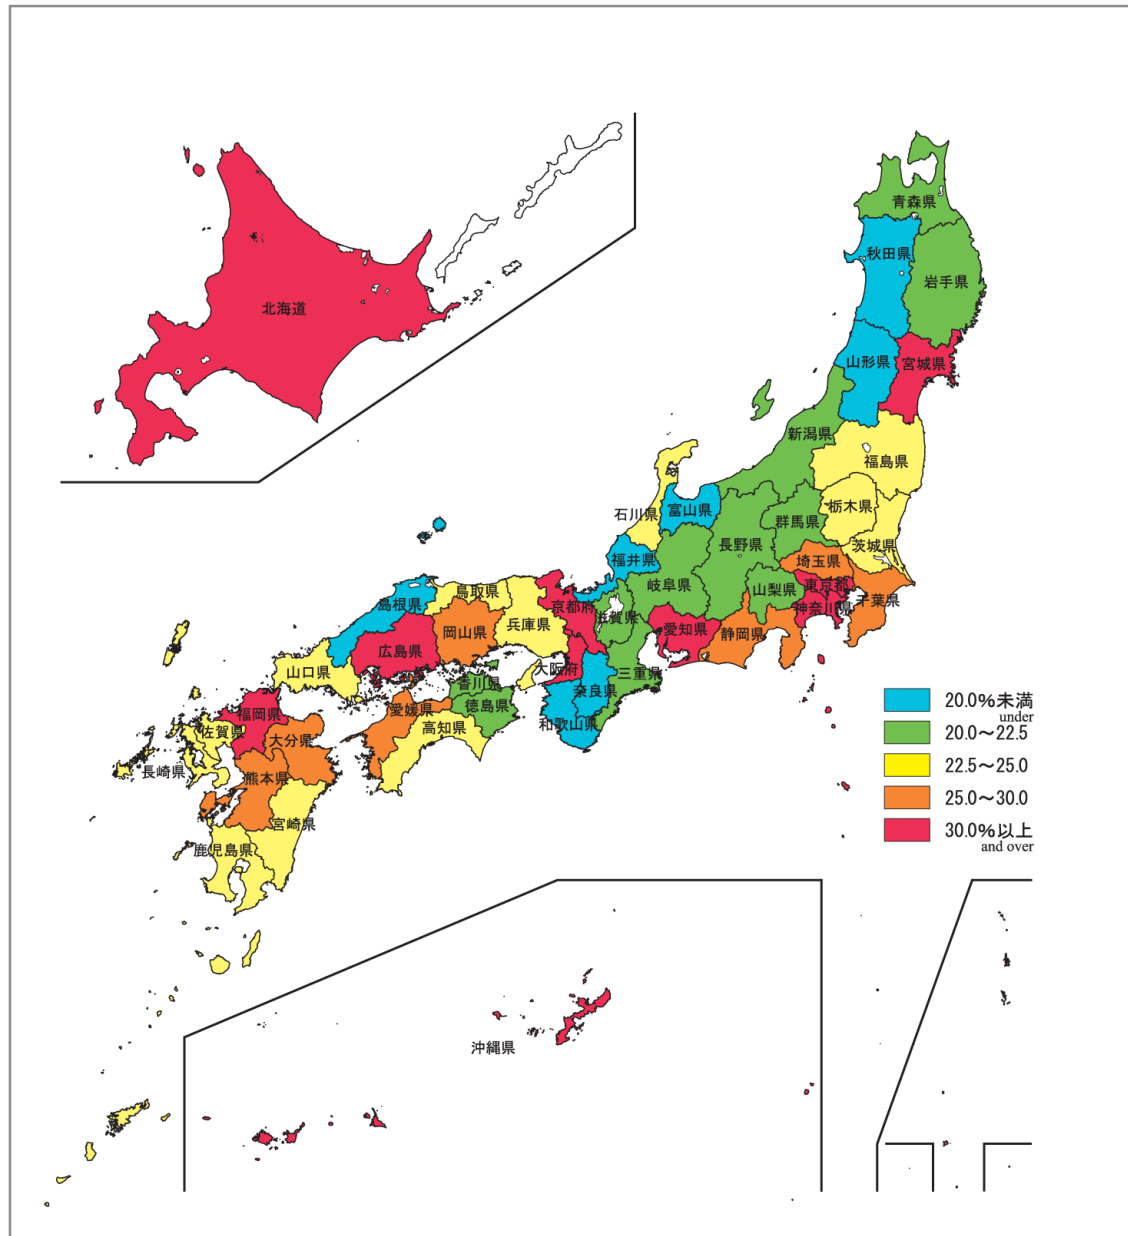 北海道
青森県
秋田県
岩手県
山形県
宮城県
新潟県
福島県
石川県
富山県
群馬県
栃木県
茨城県
福井県
長野県
埼玉県
岐阜県
山梨県
東京都
千葉県
神奈川県
島根県
鳥取県
京都府
滋賀県
兵庫県
岡山県
広島県
愛知県
静岡県
山口県
大阪府
三重県
香川県
奈良県
徳島県
和歌山県
愛媛県
高知県
福岡県
佐賀県
大分県
長崎県
熊本県
宮崎県
鹿児島県
沖縄県
20.0%未満
under
20.0～22.5
22.5～25.0
25.0～30.0
30.0%以上
and over